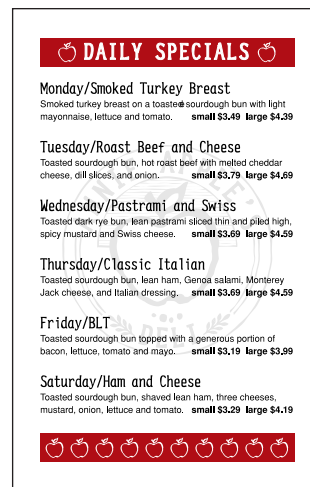 DAILY SPECIALS
Monday/Smoked Turkey Breast
Smoked turkey breast on a toasted sourdough bun with light
mayonnaise, lettuce and tomato. small $3.49 large $4.39
Tuesday/Roast Beef and Cheese
Toasted sourdough bun, hot roast beef with melted cheddar
cheese, dill slices, and onion. small $3.79 large $4.69
Wednesday/Pastrami and Swiss
Toasted dark rye bun, lean pastrami sliced thin and piled high,
spicy mustard and Swiss cheese. small $3.69 large $4.59
Thursday/Classic Italian
Toasted sourdough bun, lean ham, Genoa salami, Monterey
Jack cheese, and Italian dressing. small $3.69 large $4.59
Friday/BLT
Toasted sourdough bun topped with a generous portion of
bacon, lettuce, tomato and mayo. small $3.19 large $3.99
DELI
Saturday/Ham and Cheese
Toasted sourdough bun, shaved lean ham, three cheeses,
mustard, onion, lettuce and tomato. small $3.29 large $4.19